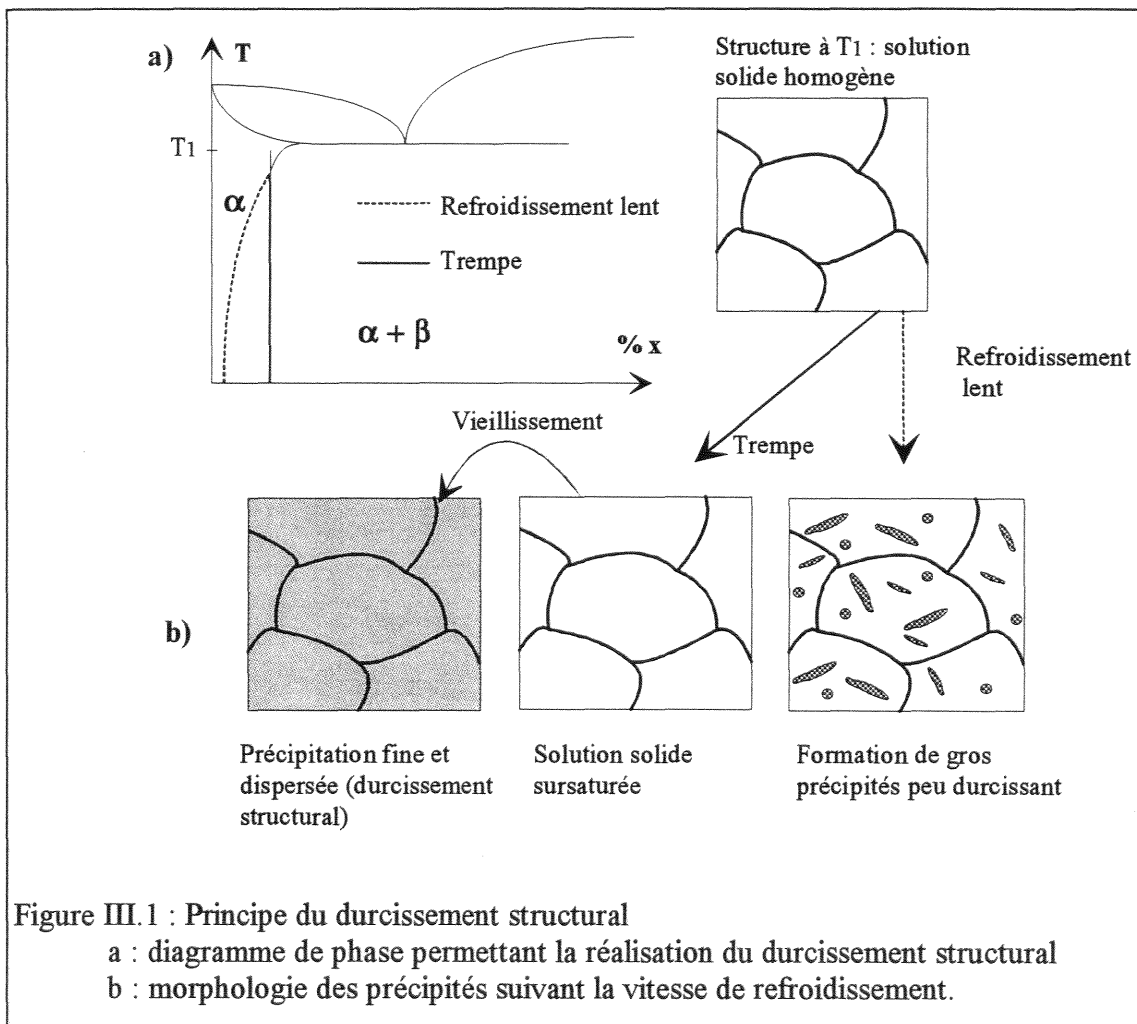 a)
T
Structure à T1 : solution
solide homogène
T1
α
Refroidissement lent
Trempe
α + β
% x
Refroidissement
lent
Vieillissement
Trempe
b)
Précipitation fine et
dispersée (durcissement
structural)
Solution solide
sursaturée
Formation de gros
précipités peu durcissant
Figure III.1 : Principe du durcissement structural
a : diagramme de phase permettant la réalisation du durcissement structural
b : morphologie des précipités suivant la vitesse de refroidissement.